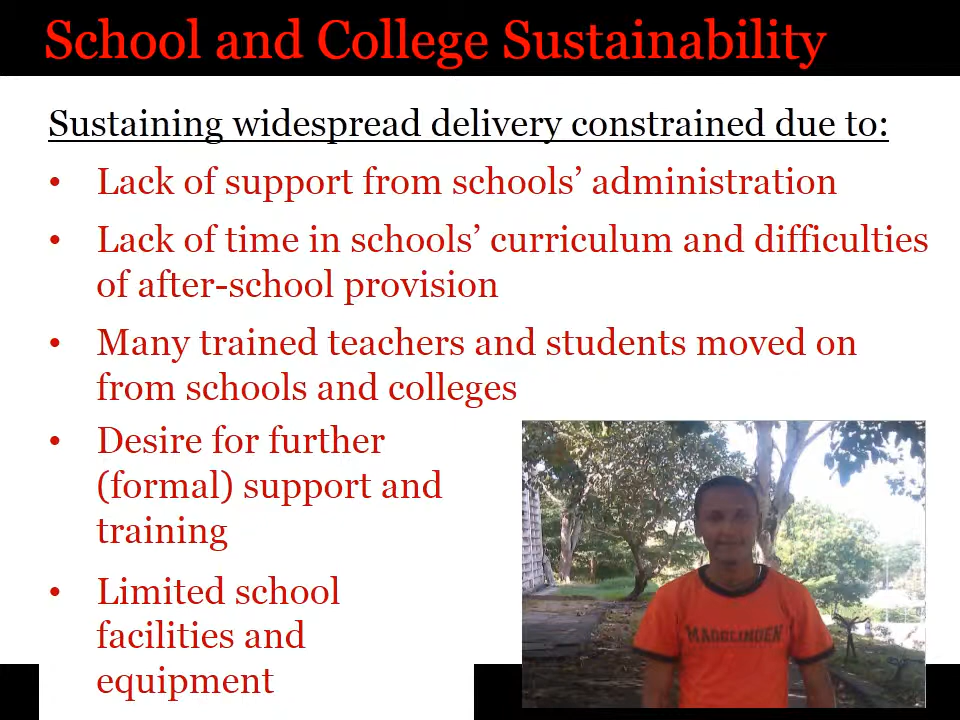 School and College Sustainability
Sustaining widespread delivery constrained due to:
• Lack of support from schools’ administration
• Lack of time in schools’ curriculum and difficulties
of after-school provision
• Many trained teachers and students moved on
from schools and colleges
• Desire for further
(formal) support and
training
• Limited school
facilities and
equipment
MADDLINDEN